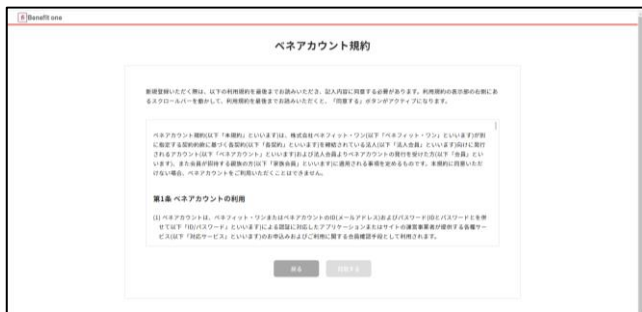 Benefit one
ベネアカウント規約
新規登録いただく際は、以下の利用規約を最後までお読みいただき、記入内容に同意する必要があります。利用規約の表示部の右側にあ
るスクロールバーを動かして、利用規約を最後までお読みいただくと、「同意する」ボタンがアクティブになります。
ベネアカウント規約(以下「本規約」といいます)は、株式会社ベネフィット・ワン(以下「ベネフィット・ワン」といいます)が別
に指定する契約約款に基づく各契約(以下「各契約」といいます)を締結されている法人(以下「法人会員」といいます)向けに発行
されるアカウント(以下「ベネアカウント」といいます)および法人会員よりベネアカウントの発行を受けた方(以下「会員」とい
います)、また会員が招待する親族の方(以下「家族会員」といいます)に適用される事項を定めるものです。本規約に同意いただ
けない場合、ベネアカウントをご利用いただくことはできません。
第1条 ベネアカウントの利用
(1) ベネアカウントは、ベネフィット・ワンまたはベネアカウントのID(メールアドレス)およびパスワード(IDとパスワードとを併
せて以下「ID/パスワード」といいます)による認証に対応したアプリケーションまたはサイトの運営事業者が提供する各種サー
ビス(以下「対応サービス」といいます)のお申込みおよびご利用に関する会員確認手段として利用されます。
戻る
同意する